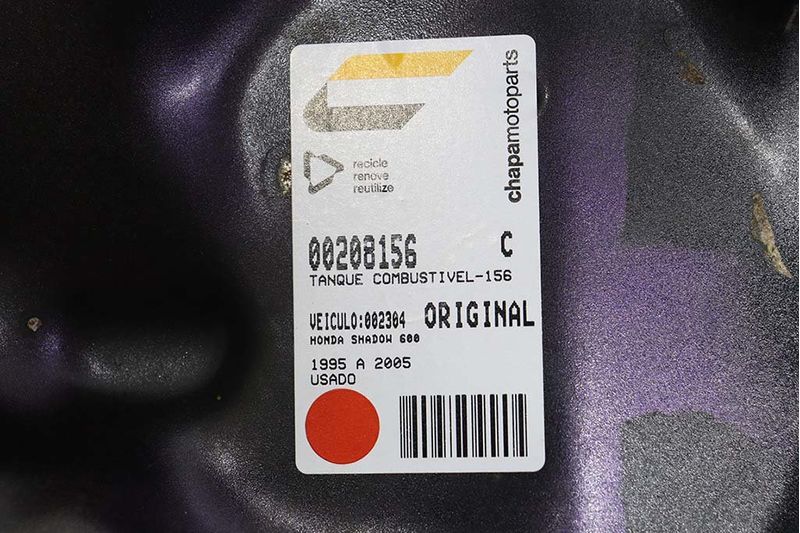 chapamotoparts
recicle
renove
reutilize
00208156 C
TANQUE COMBUSTIVEL-156
VEICULO:002304 ORIGINAL
HONDA SHADOW 600
1995 A 2005
USADO